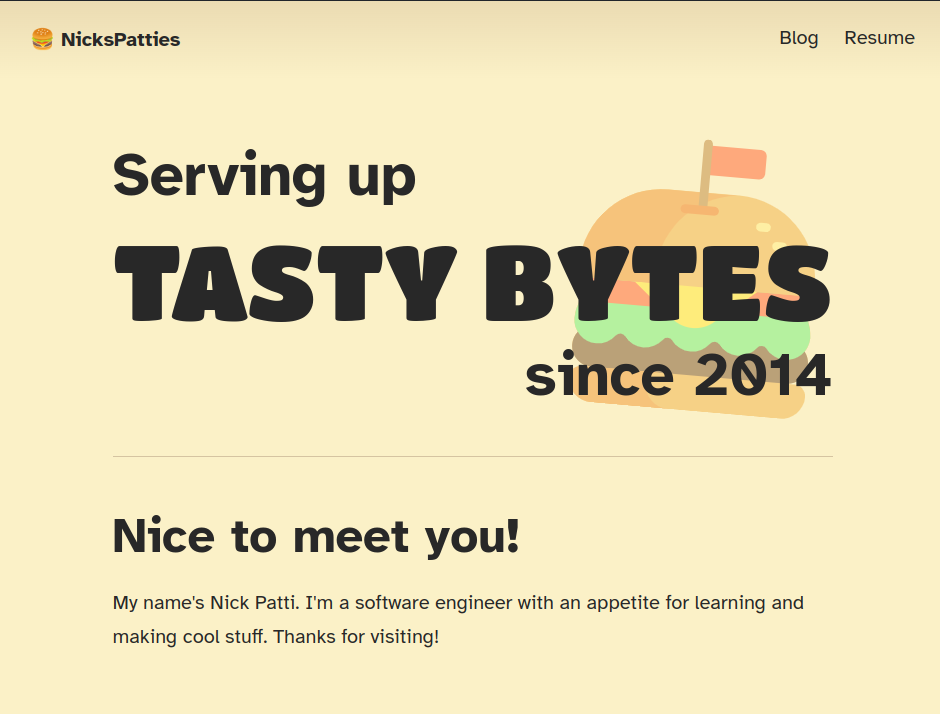 🍔 NicksPatties
Blog Resume
Serving up
TASTY BYTES
since 2014
Nice to meet you!
My name's Nick Patti. I'm a software engineer with an appetite for learning and
making cool stuff. Thanks for visiting!